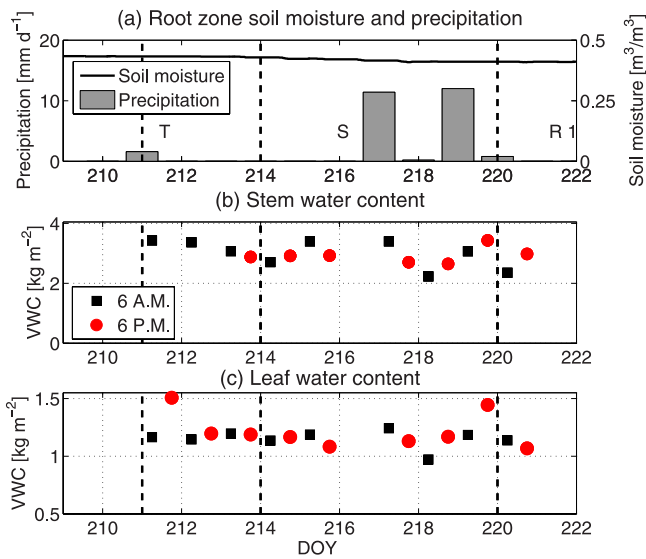 (a) Root zone soil moisture and precipitation
Precipitation [mm d⁻¹]
20
10
0
Soil moisture
Precipitation
T
S
R 1
0.5
0.25
0
Soil moisture [m³/m³]
210 212 214 216 218 220 222
(b) Stem water content
VWC [kg m⁻²]
4
2
0
6 A.M.
6 P.M.
210 212 214 216 218 220 222
(c) Leaf water content
VWC [kg m⁻²]
1.5
1
0.5
210 212 214 216 218 220 222
DOY